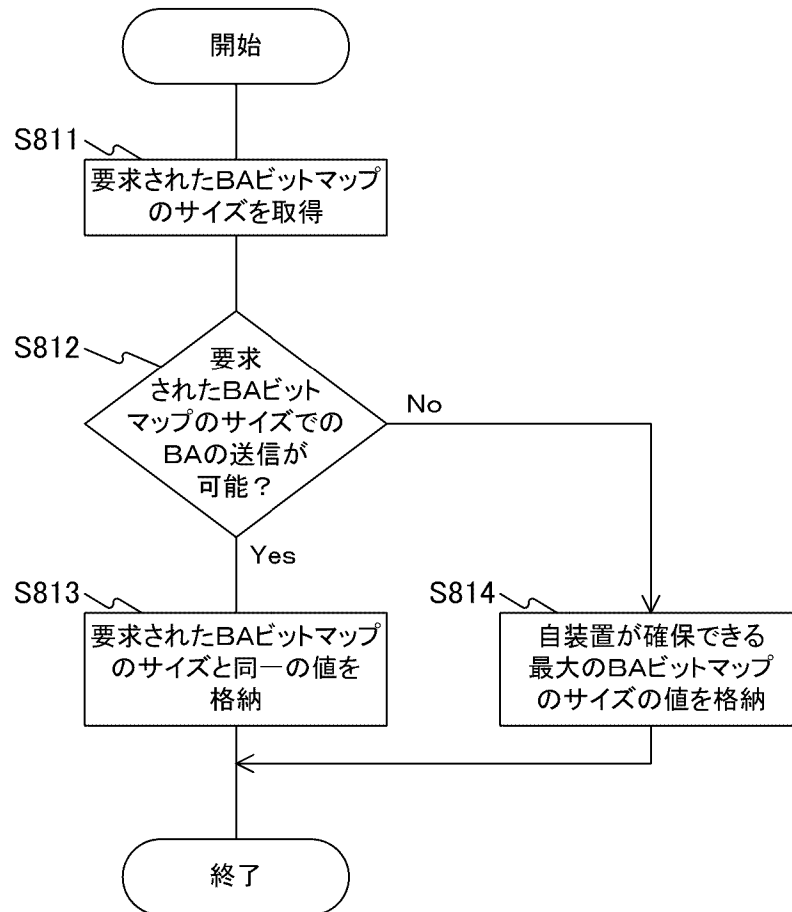 開始
S811
要求されたBAビットマップ
のサイズを取得
S812
要求
されたBAビット
マップのサイズでの
BAの送信が
可能？
No
Yes
S813
要求されたBAビットマップ
のサイズと同一の値を
格納
S814
自装置が確保できる
最大のBAビットマップ
のサイズの値を格納
終了